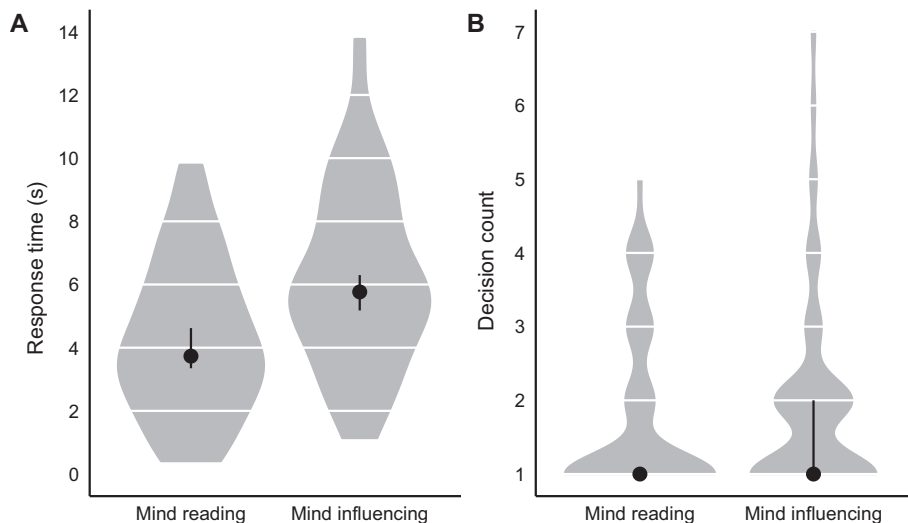 A
Response time (s)
14
12
10
8
6
4
2
0
Mind reading Mind influencing
B
Decision count
7
6
5
4
3
2
1
Mind reading Mind influencing